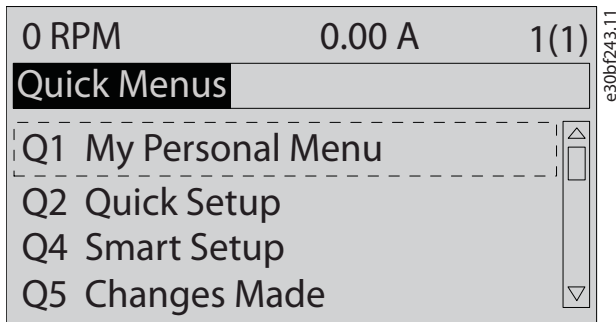 0 RPM 0.00 A 1(1)
Quick Menus
Q1 My Personal Menu
Q2 Quick Setup
Q4 Smart Setup
Q5 Changes Made
e30bf243.11